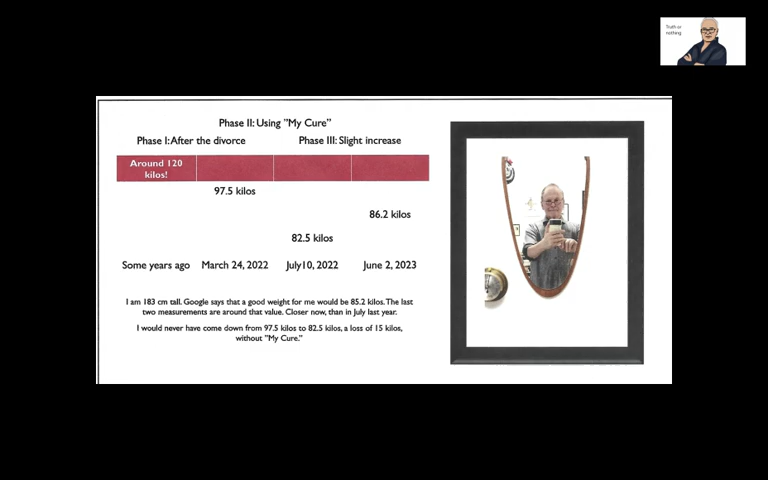 Truth or
nothing
Phase II: Using "My Cure"
Phase I: After the divorce
Phase III: Slight increase
Around 120
kilos!
97.5 kilos
86.2 kilos
82.5 kilos
Some years ago
March 24, 2022
July10, 2022
June 2, 2023
I am 183 cm tall. Google says that a good weight for me would be 85.2 kilos. The last
two measurements are around that value. Closer now, than in July last year.
I would never have come down from 97.5 kilos to 82.5 kilos, a loss of 15 kilos,
without "My Cure."